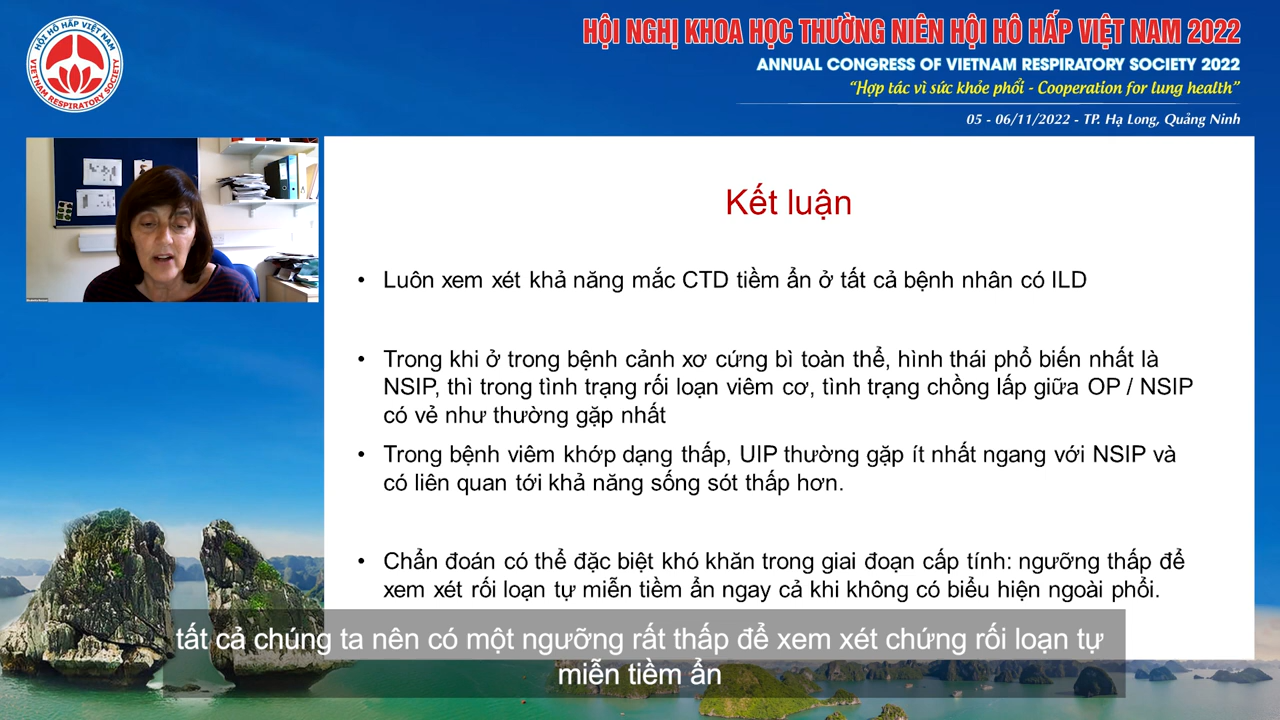 HỘI HÔ HẤP VIỆT NAM
VIETNAM RESPIRATORY SOCIETY
HỘI NGHỊ KHOA HỌC THƯỜNG NIÊN HỘI HÔ HẤP VIỆT NAM 2022
ANNUAL CONGRESS OF VIETNAM RESPIRATORY SOCIETY 2022
“Hợp tác vì sức khỏe phổi - Cooperation for lung health”
05 - 06/11/2022 - TP. Hạ Long, Quảng Ninh
Kết luận
• Luôn xem xét khả năng mắc CTD tiềm ẩn ở tất cả bệnh nhân có ILD
• Trong khi ở trong bệnh cảnh xơ cứng bì toàn thể, hình thái phổ biến nhất là
NSIP, thì trong tình trạng rối loạn viêm cơ, tình trạng chồng lấp giữa OP / NSIP
có vẻ như thường gặp nhất
• Trong bệnh viêm khớp dạng thấp, UIP thường gặp ít nhất ngang với NSIP và
có liên quan tới khả năng sống sót thấp hơn.
• Chẩn đoán có thể đặc biệt khó khăn trong giai đoạn cấp tính: ngưỡng thấp để
xem xét rối loạn tự miễn tiềm ẩn ngay cả khi không có biểu hiện ngoài phổi.
tất cả chúng ta nên có một ngưỡng rất thấp để xem xét chứng rối loạn tự
miễn tiềm ẩn